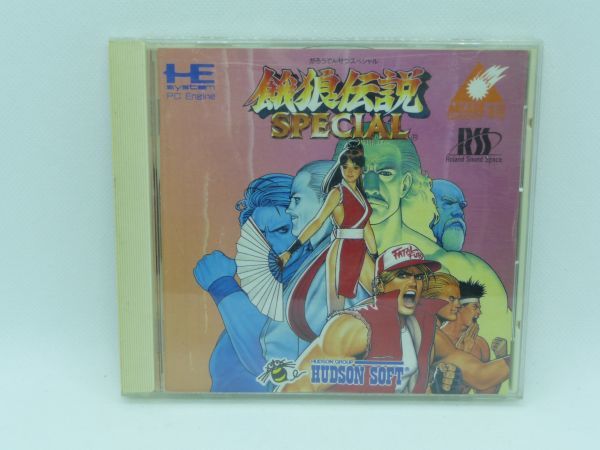 HE
system
PC Engine
がろうでんせつスペシャル
餓狼伝説
SPECIAL
®
RSS
Roland Sound Space
FATAL
FURY
HUDSON GROUP
HUDSON SOFT®